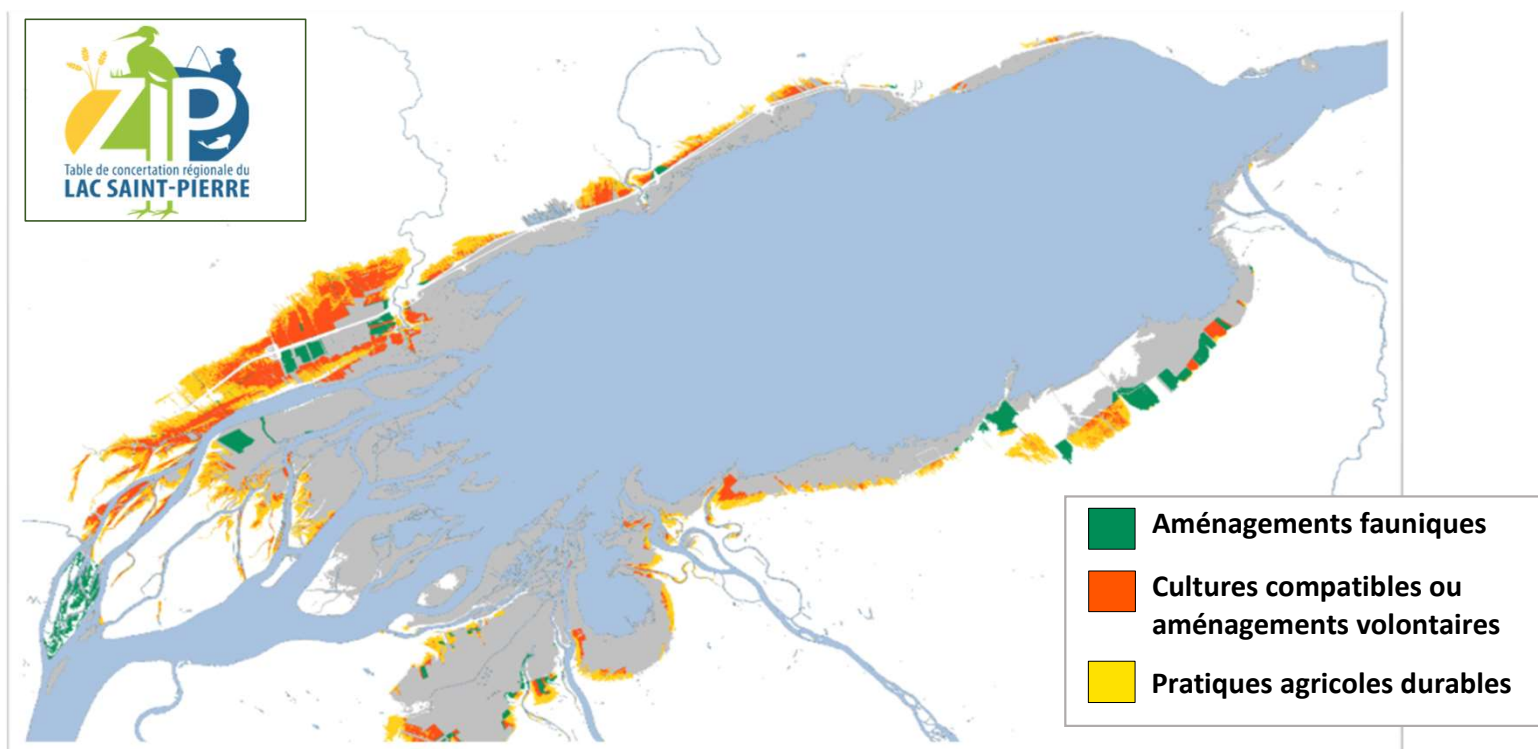 ZIP
Table de concertation régionale du
LAC SAINT-PIERRE
Aménagements fauniques
Cultures compatibles ou
aménagements volontaires
Pratiques agricoles durables